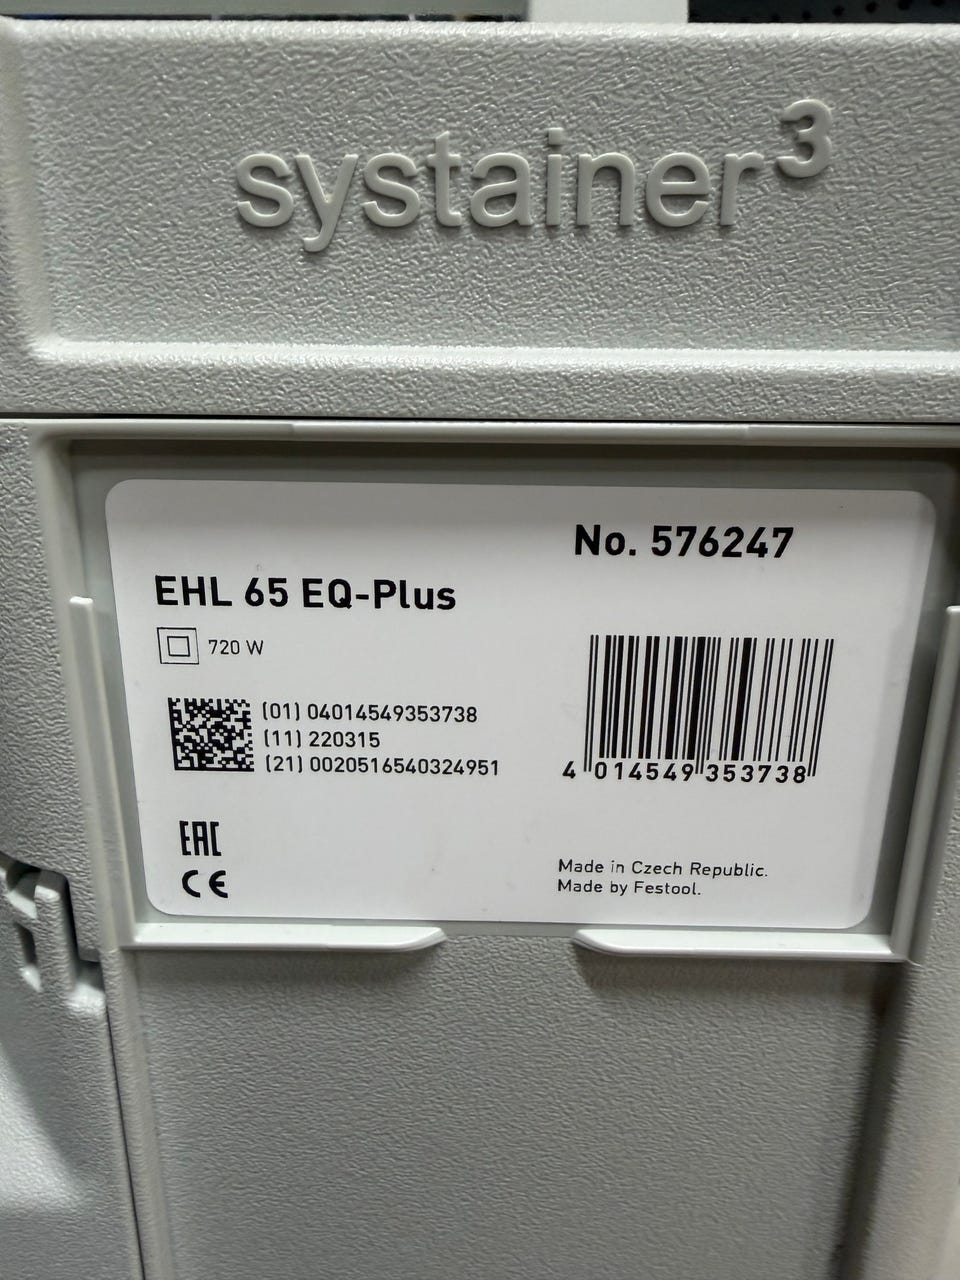 systainer³
No. 576247
EHL 65 EQ-Plus
720 W
(01) 04014549353738
(11) 220315
(21) 0020516540324951
4 014549 353738
EAC
CE
Made in Czech Republic.
Made by Festool.